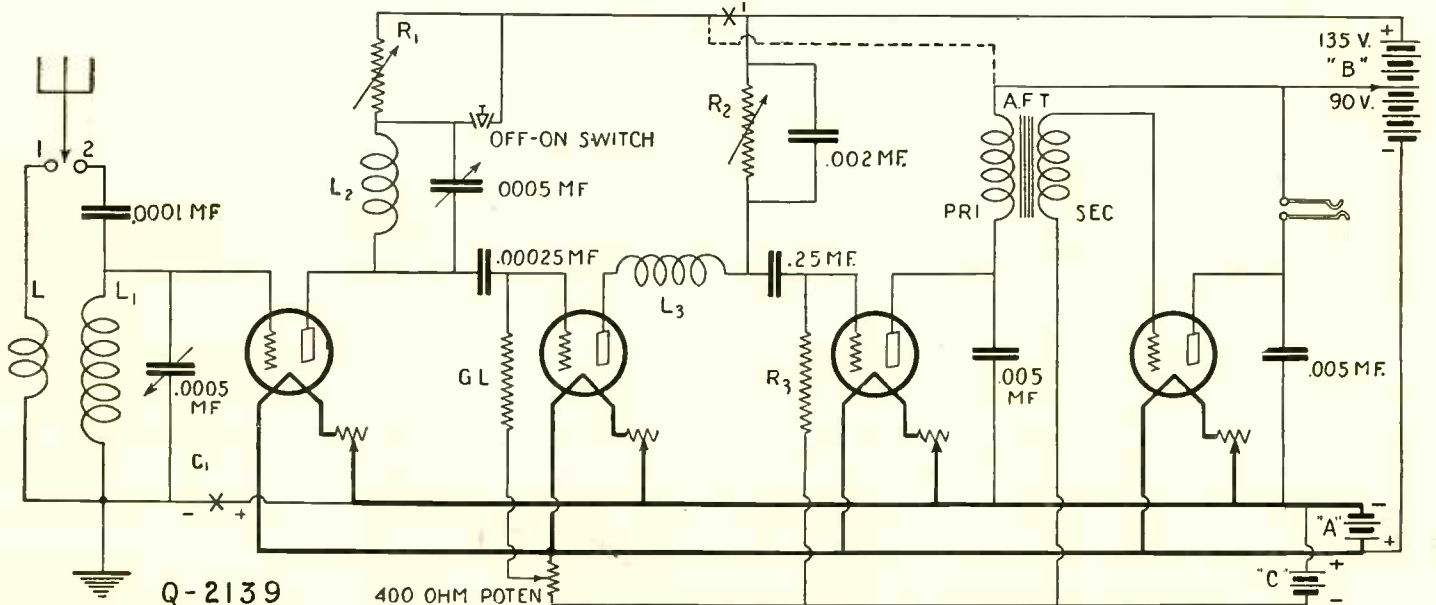 R1
1
135 V.
"B"
90 V.
+
-
OFF-ON SWITCH
R2
.002 MF.
A.F.T
PRI
SEC
1 2
.0001 MF
L2
.0005 MF
.00025 MF
L3
.25 MF.
L
L1
.0005
MF
C1
GL
R3
.005
MF
.005 MF.
- +
-
"A"
+
+
"C"
-
400 OHM POTEN
Q-2139